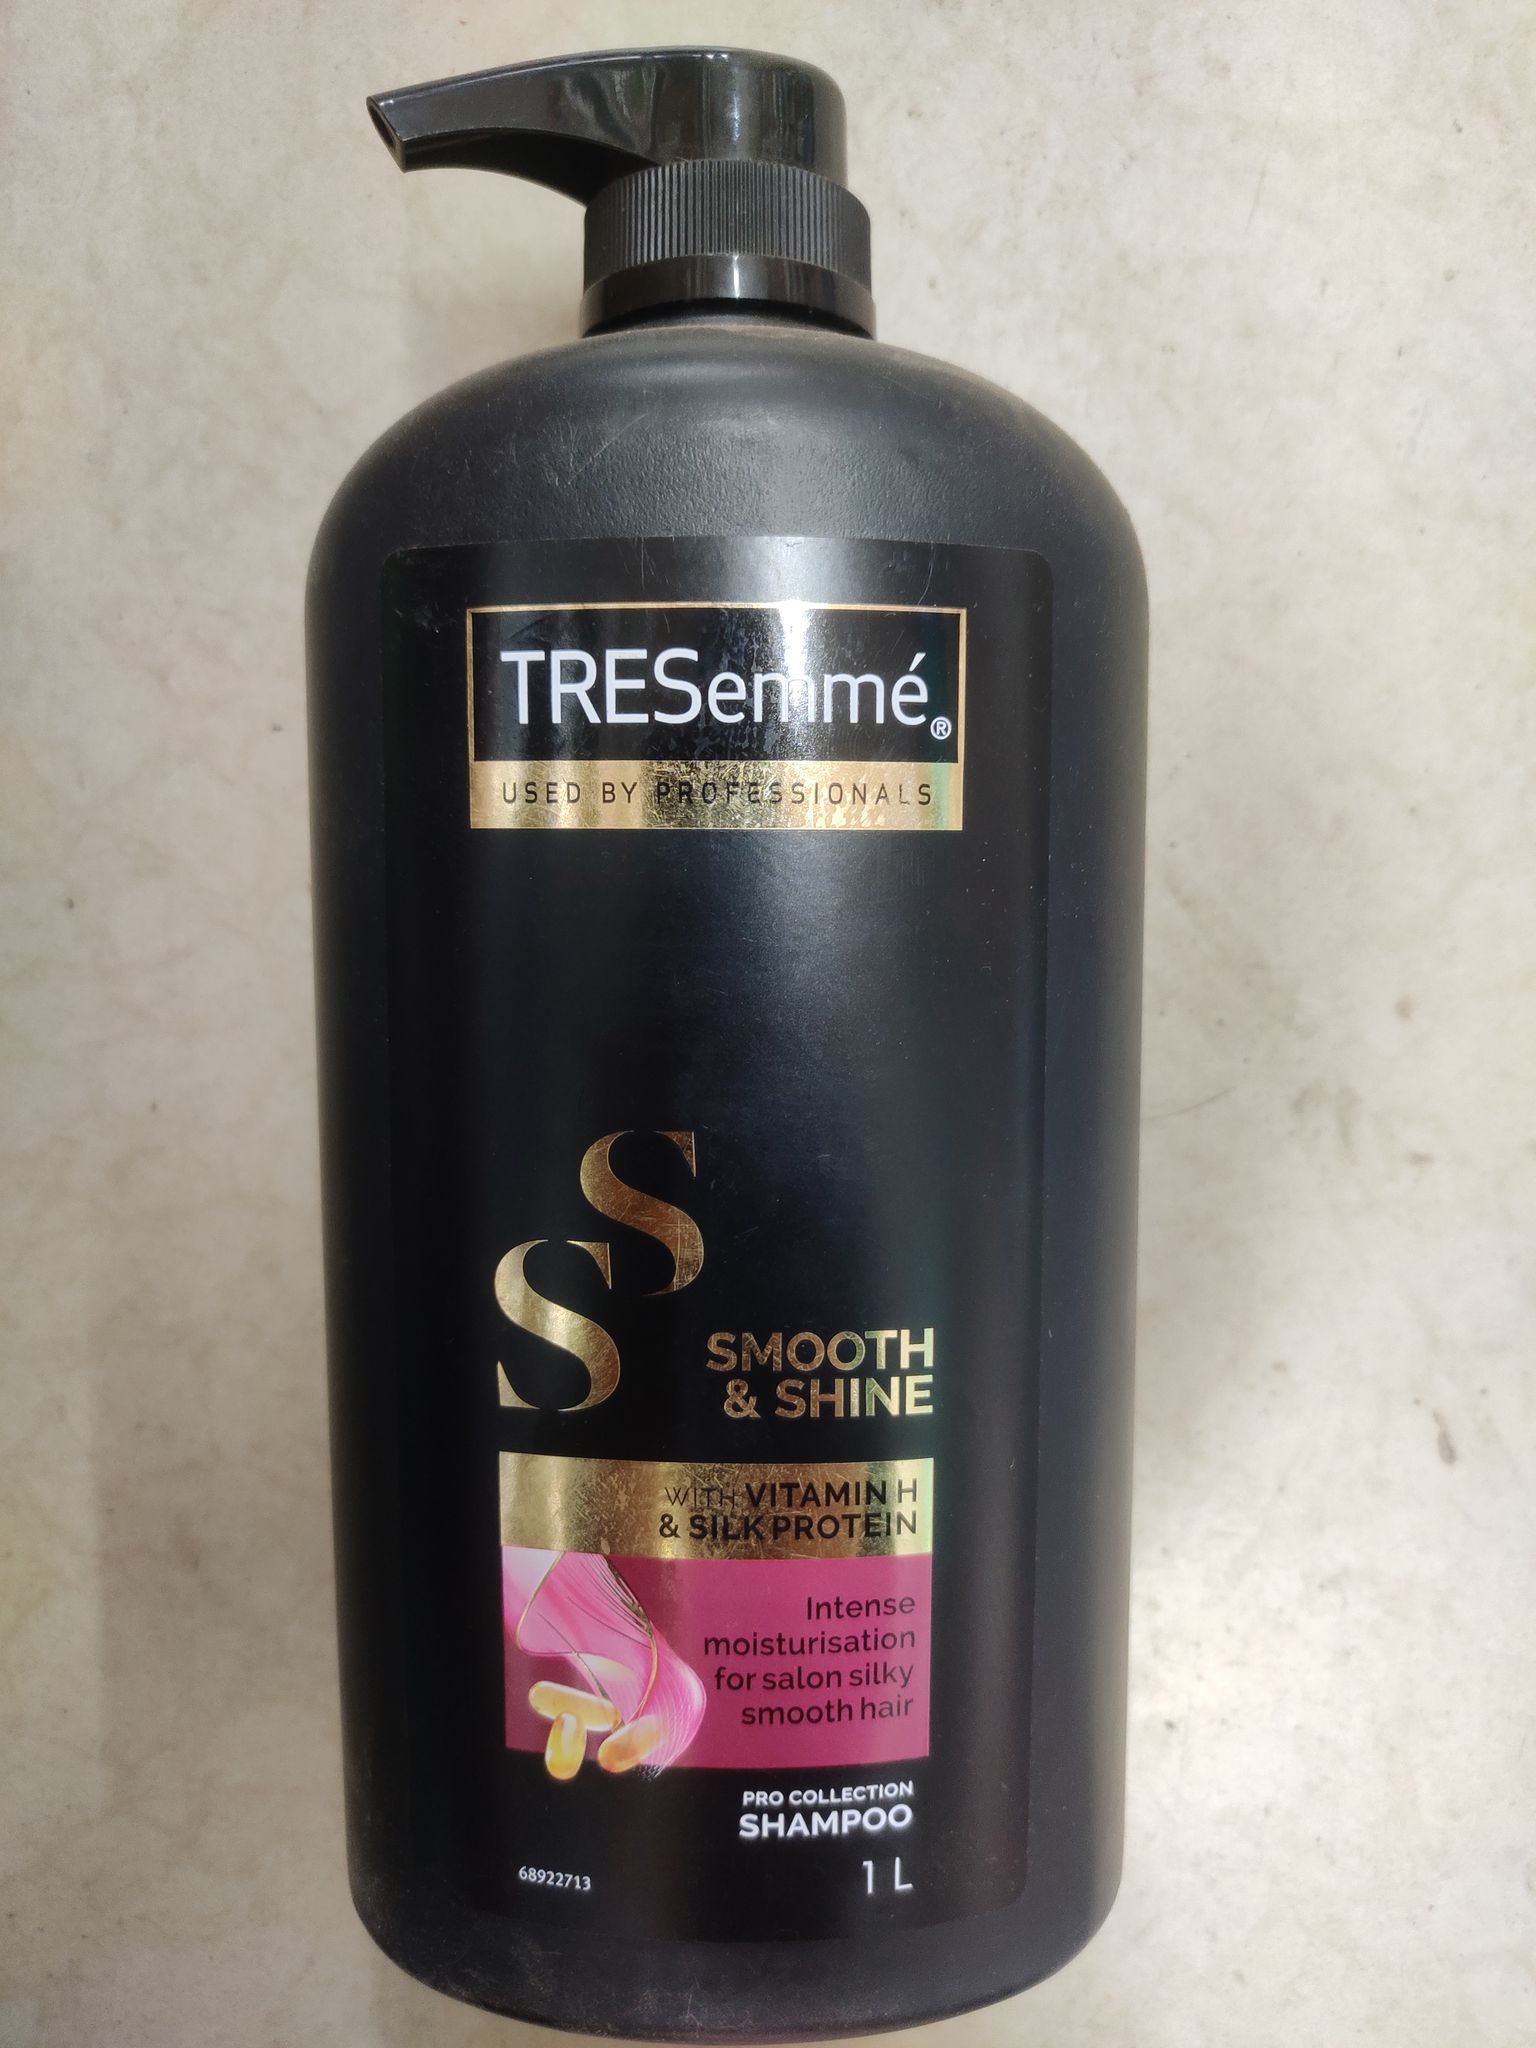 TRESemmé®
USED BY PROFESSIONALS
SS
SMOOTH
& SHINE
WITH VITAMIN H
& SILK PROTEIN
Intense
moisturisation
for salon silky
smooth hair
PRO COLLECTION
SHAMPOO
68922713
1 L